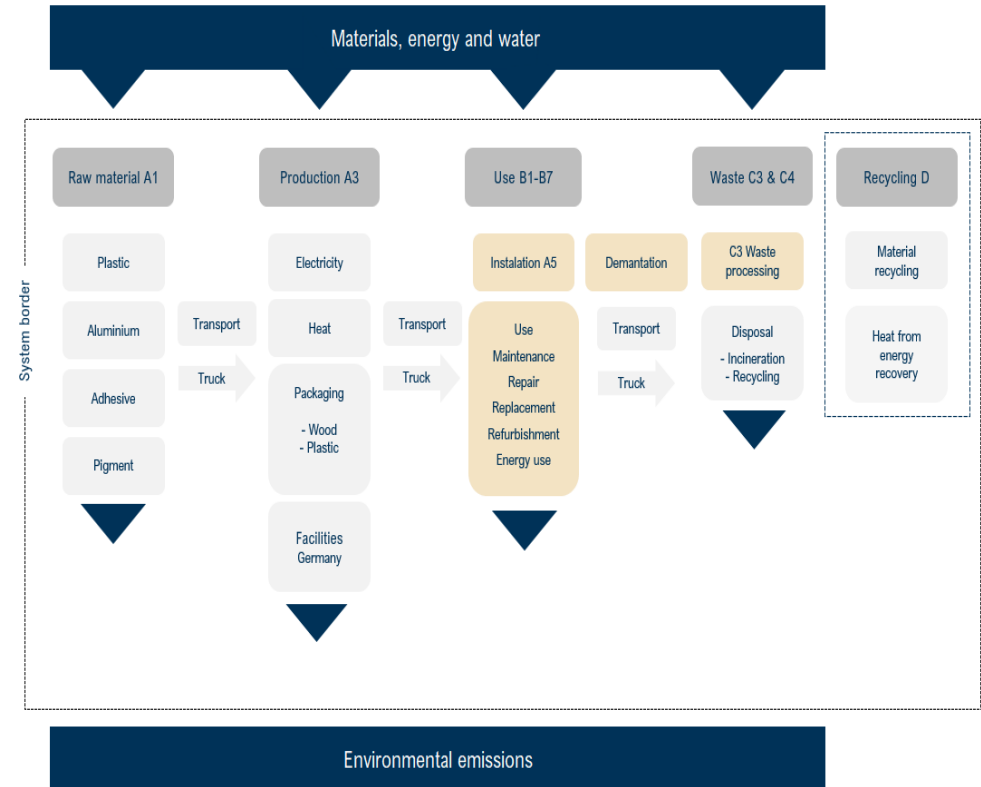 Materials, energy and water
System border
Raw material A1
Plastic
Aluminium
Adhesive
Pigment
Transport
Truck
Production A3
Electricity
Heat
Packaging
- Wood
- Plastic
Facilities
Germany
Transport
Truck
Use B1-B7
Instalation A5
Demantation
Use
Maintenance
Repair
Replacement
Refurbishment
Energy use
Transport
Truck
Waste C3 & C4
C3 Waste
processing
Disposal
- Incineration
- Recycling
Recycling D
Material
recycling
Heat from
energy
recovery
Environmental emissions